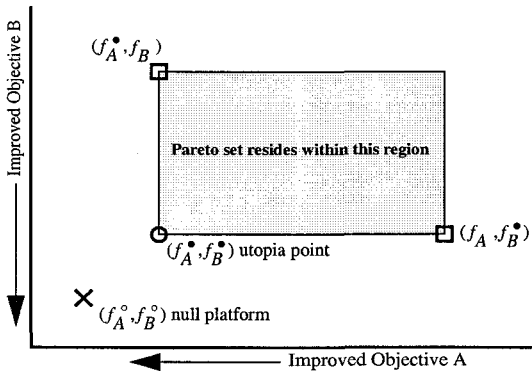 Improved Objective B
(f_A^●, f_B)
Pareto set resides within this region
(f_A, f_B^●)
(f_A^●, f_B^●) utopia point
(f_A^○, f_B^○) null platform
Improved Objective A